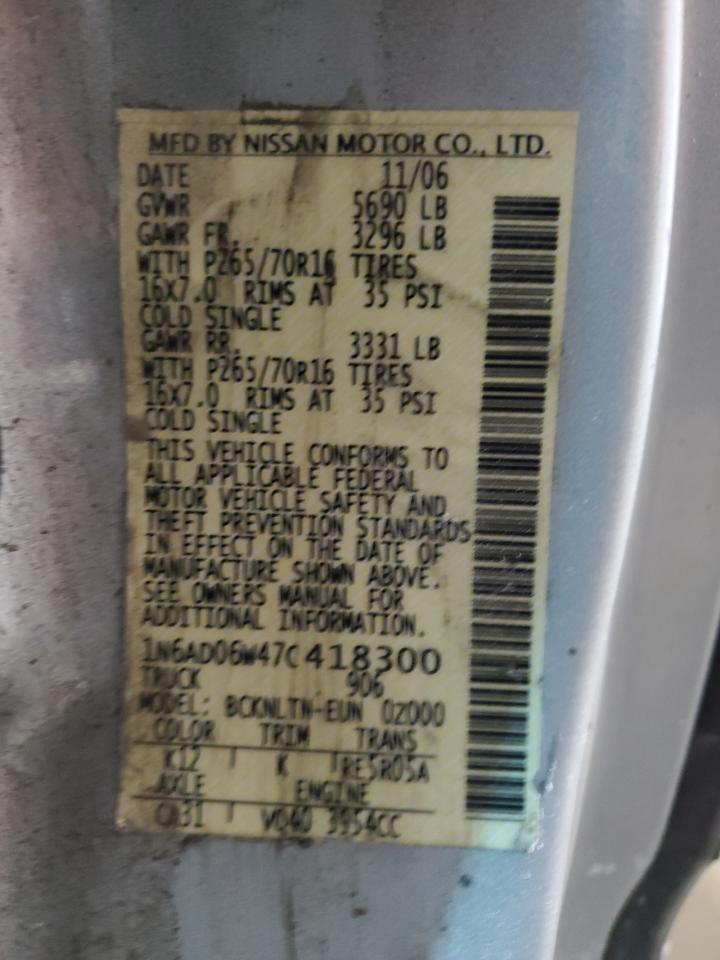 MFD BY NISSAN MOTOR CO., LTD.
DATE 11/06
GVWR 5690 LB
GAWR FR. 3296 LB
WITH P265/70R16 TIRES
16X7.0 RIMS AT 35 PSI
COLD SINGLE
GAWR RR. 3331 LB
WITH P265/70R16 TIRES
16X7.0 RIMS AT 35 PSI
COLD SINGLE
THIS VEHICLE CONFORMS TO
ALL APPLICABLE FEDERAL
MOTOR VEHICLE SAFETY AND
THEFT PREVENTION STANDARDS
IN EFFECT ON THE DATE OF
MANUFACTURE SHOWN ABOVE.
SEE OWNERS MANUAL FOR
ADDITIONAL INFORMATION.
1N6AD06W47C418300
TRUCK 906
MODEL: BCKNLTN-EUN 0Z000
COLOR TRIM TRANS
K12 K RE5R05A
AXLE ENGINE
31 VQ40 3954CC